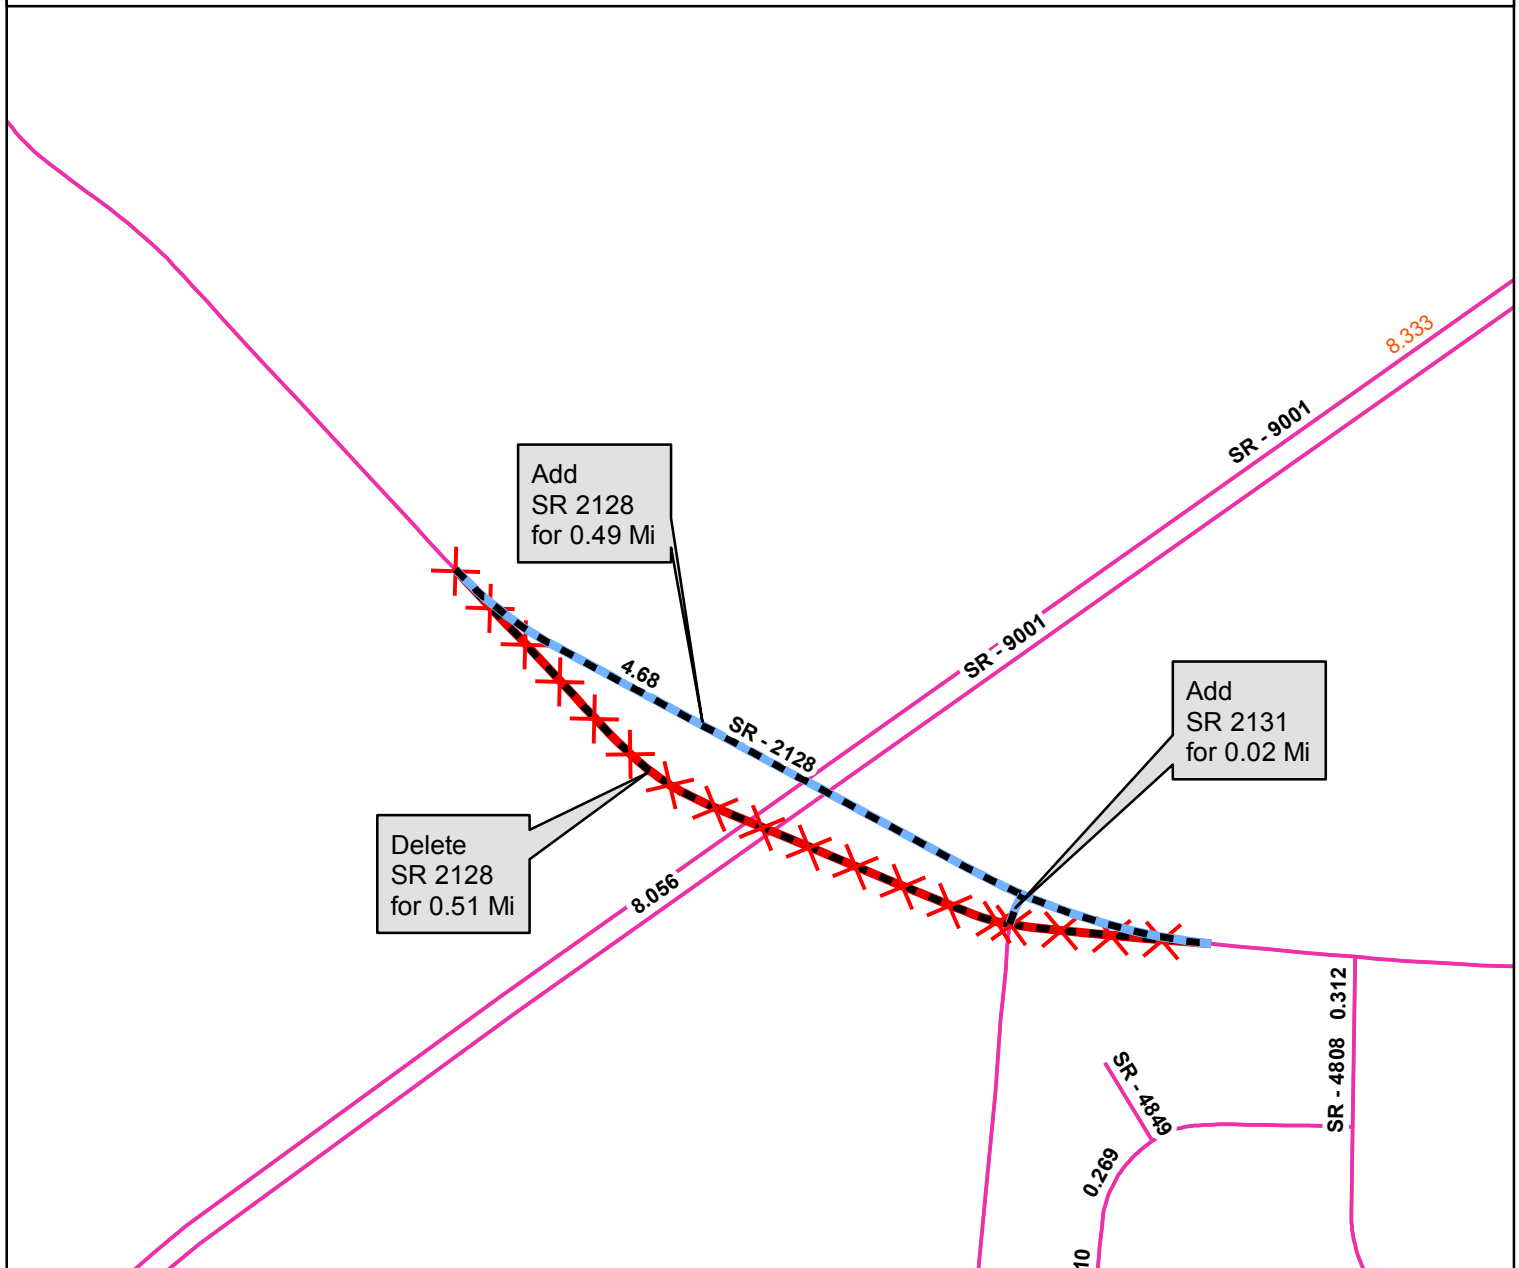 8.333
SR - 9001
Add
SR 2128
for 0.49 Mi
SR - 9001
4.68
SR - 2128
Add
SR 2131
for 0.02 Mi
Delete
SR 2128
for 0.51 Mi
8.056
SR - 4808 0.312
SR - 4849
0.269
10